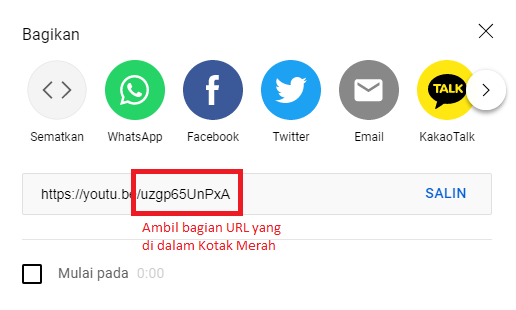 Bagikan
Sematkan
WhatsApp
Facebook
Twitter
Email
TALK
KakaoTalk
https://youtu.be/uzgp65UnPxA
SALIN
Ambil bagian URL yang
di dalam Kotak Merah
Mulai pada 0:00